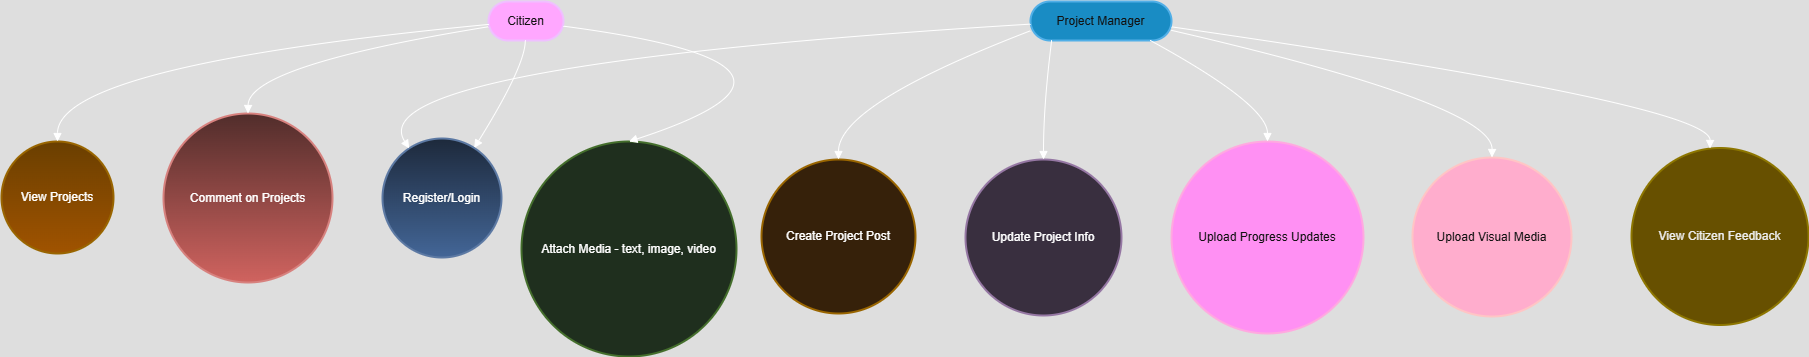 Citizen
Project Manager
View Projects
Comment on Projects
Register/Login
Attach Media - text, image, video
Create Project Post
Update Project Info
Upload Progress Updates
Upload Visual Media
View Citizen Feedback